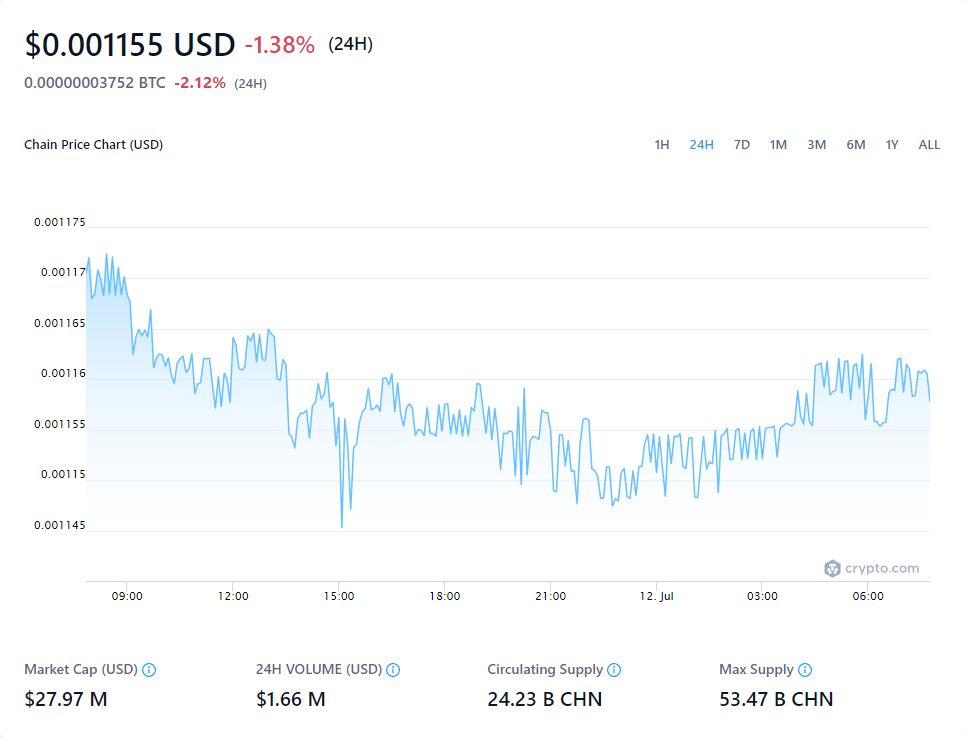 $0.001155 USD -1.38% (24H)
0.00000003752 BTC -2.12% (24H)
Chain Price Chart (USD)
1H 24H 7D 1M 3M 6M 1Y ALL
0.001175
0.00117
0.001165
0.00116
0.001155
0.00115
0.001145
crypto.com
09:00 12:00 15:00 18:00 21:00 12. Jul 03:00 06:00
Market Cap (USD) 24H VOLUME (USD) Circulating Supply Max Supply
$27.97 M $1.66 M 24.23 B CHN 53.47 B CHN